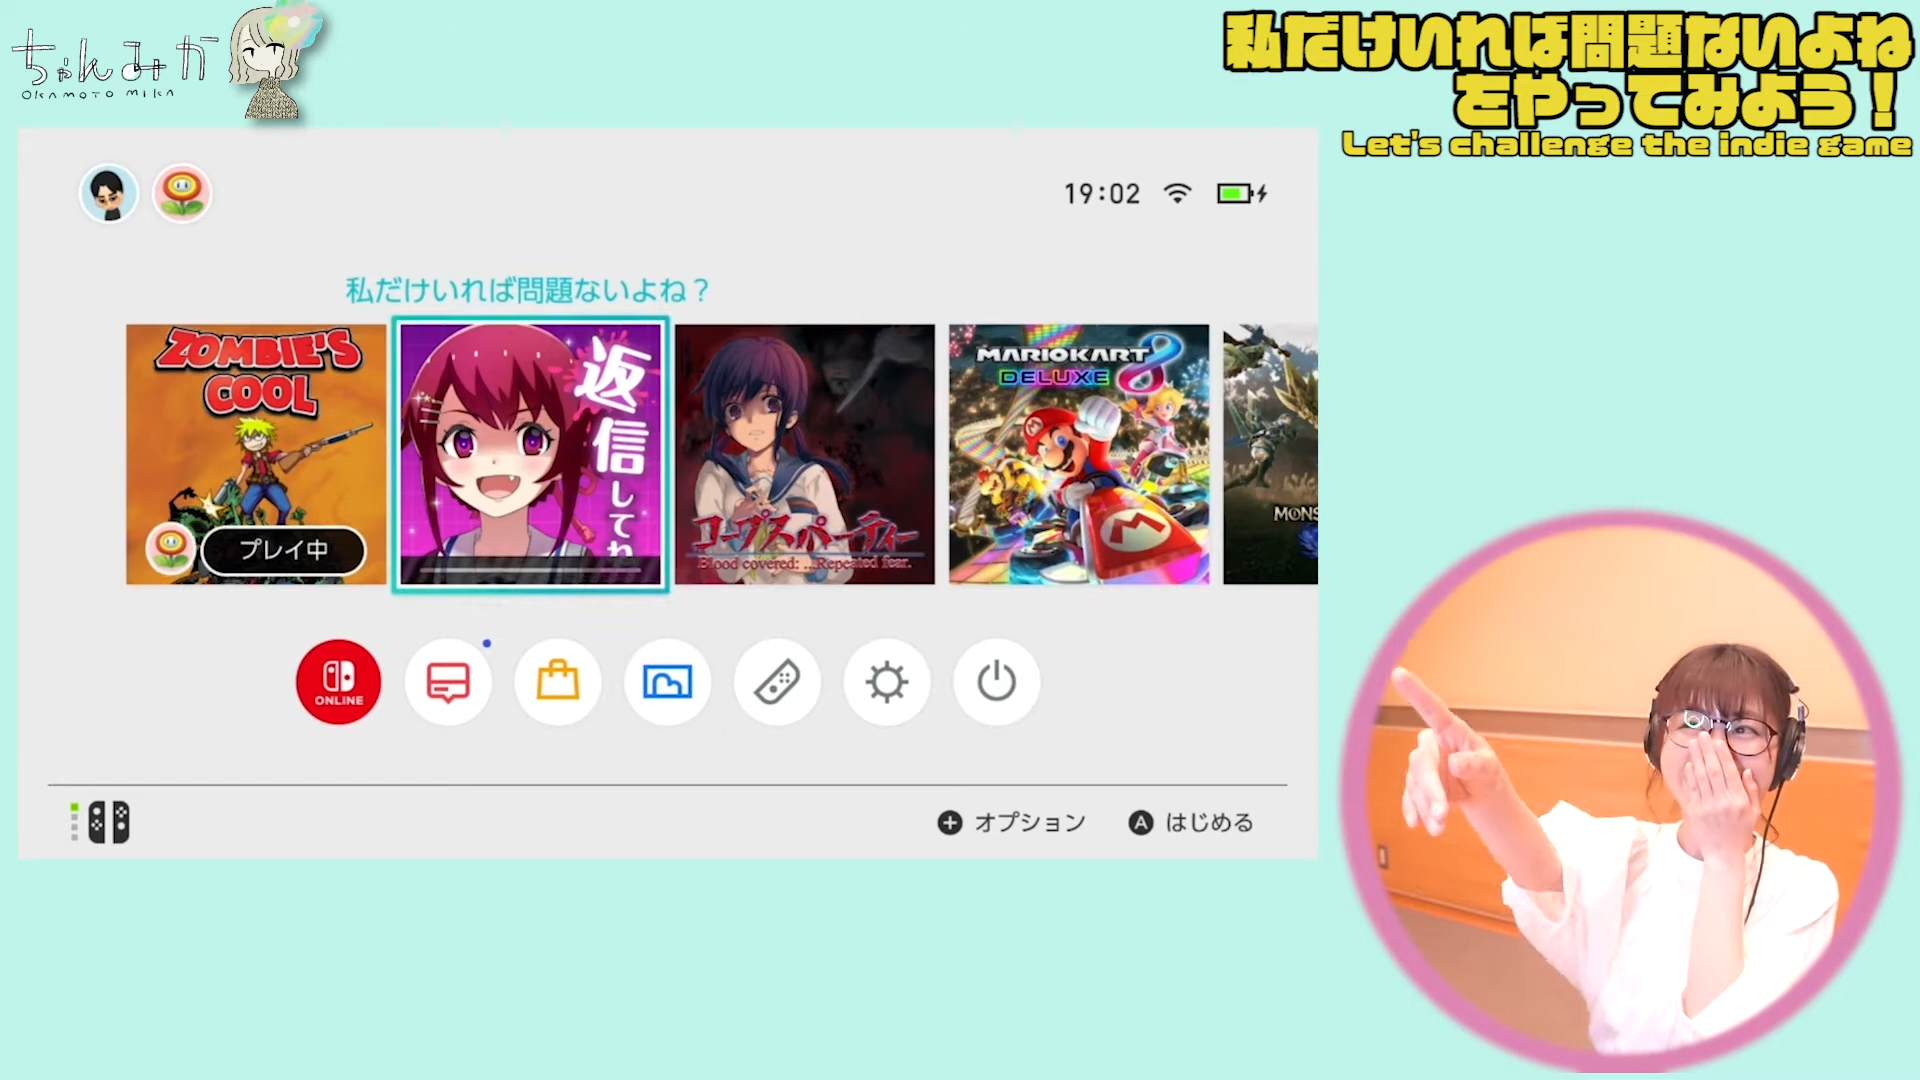 ちゃんみか
OKAMOTO MIKA
私だけいれば問題ないよね
をやってみよう！
Let's challenge the indie game
19:02
私だけいれば問題ないよね？
ZOMBIE'S
COOL
プレイ中
返信してね
コープスパーティー
Blood covered: ...Repeated fear.
MARIOKART 8
DELUXE
MONS
ONLINE
オプション
A はじめる